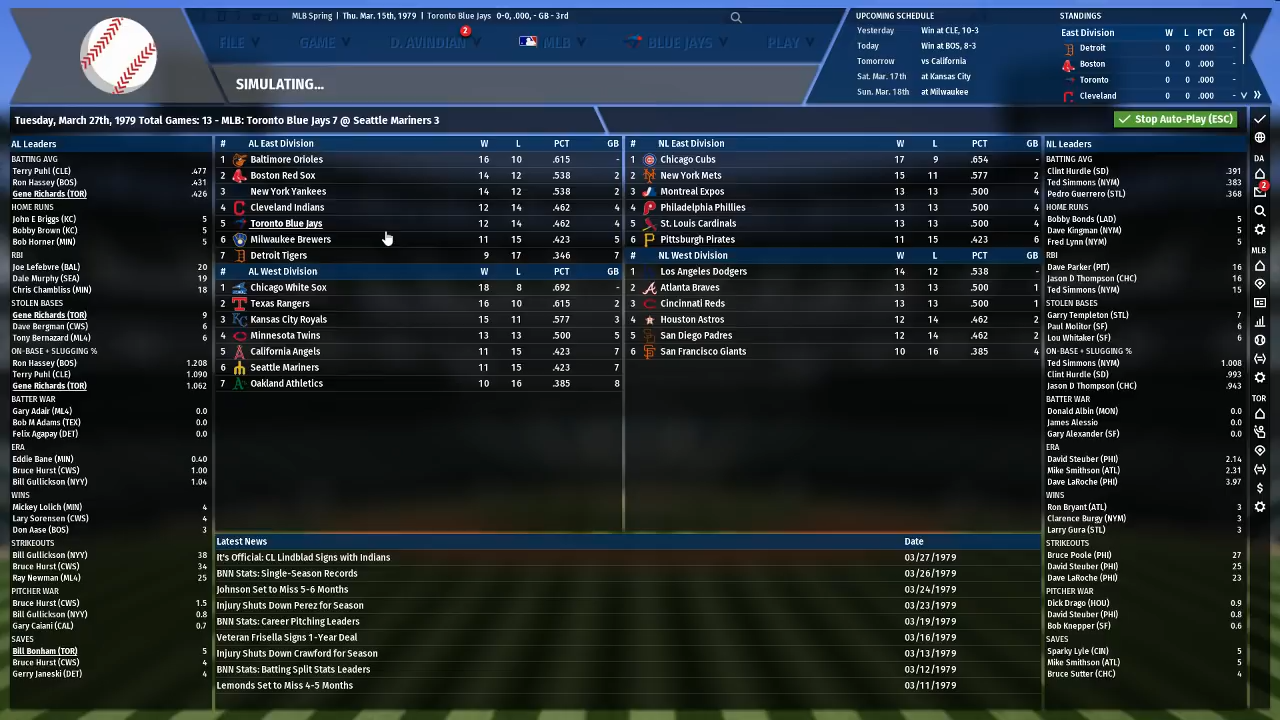 MLB Spring | Thu. Mar. 15th, 1979 | Toronto Blue Jays 0-0, .000, - GB - 3rd
FILE GAME D. AVINDIAN 2 MLB BLUE JAYS PLAY
SIMULATING...
UPCOMING SCHEDULE
Yesterday Win at CLE, 10-3
Today Win at BOS, 8-3
Tomorrow vs California
Sat. Mar. 17th at Kansas City
Sun. Mar. 18th at Milwaukee
STANDINGS
East Division W L PCT GB
Detroit 0 0 .000 -
Boston 0 0 .000 -
Toronto 0 0 .000 -
Cleveland 0 0 .000 -
Tuesday, March 27th, 1979 Total Games: 13 - MLB: Toronto Blue Jays 7 @ Seattle Mariners 3
Stop Auto-Play (ESC)
AL Leaders
BATTING AVG
Terry Puhl (CLE) .477
Ron Hassey (BOS) .431
Gene Richards (TOR) .426
HOME RUNS
John E Briggs (KC) 5
Bobby Brown (KC) 5
Bob Horner (MIN) 5
RBI
Joe Lefebvre (BAL) 20
Dale Murphy (SEA) 19
Chris Chambliss (MIN) 18
STOLEN BASES
Gene Richards (TOR) 9
Dave Bergman (CWS) 6
Tony Bernazard (ML4) 6
ON-BASE + SLUGGING %
Ron Hassey (BOS) 1.208
Terry Puhl (CLE) 1.090
Gene Richards (TOR) 1.062
BATTER WAR
Gary Adair (ML4) 0.0
Bob M Adams (TEX) 0.0
Felix Agapay (DET) 0.0
ERA
Eddie Bane (MIN) 0.40
Bruce Hurst (CWS) 1.00
Bill Gullickson (NYY) 1.04
WINS
Mickey Lolich (MIN) 4
Lary Sorensen (CWS) 4
Don Aase (BOS) 3
STRIKEOUTS
Bill Gullickson (NYY) 38
Bruce Hurst (CWS) 34
Ray Newman (ML4) 25
PITCHER WAR
Bruce Hurst (CWS) 1.5
Bill Gullickson (NYY) 0.8
Gary Caiani (CAL) 0.7
SAVES
Bill Bonham (TOR) 5
Bruce Hurst (CWS) 4
Gerry Janeski (DET) 4
# AL East Division W L PCT GB
1 Baltimore Orioles 16 10 .615 -
2 Boston Red Sox 14 12 .538 2
3 New York Yankees 14 12 .538 2
4 Cleveland Indians 12 14 .462 4
5 Toronto Blue Jays 12 14 .462 4
6 Milwaukee Brewers 11 15 .423 5
7 Detroit Tigers 9 17 .346 7
# AL West Division W L PCT GB
1 Chicago White Sox 18 8 .692 -
2 Texas Rangers 16 10 .615 2
3 Kansas City Royals 15 11 .577 3
4 Minnesota Twins 13 13 .500 5
5 California Angels 11 15 .423 7
6 Seattle Mariners 11 15 .423 7
7 Oakland Athletics 10 16 .385 8
# NL East Division W L PCT GB
1 Chicago Cubs 17 9 .654 -
2 New York Mets 15 11 .577 2
3 Montreal Expos 13 13 .500 4
4 Philadelphia Phillies 13 13 .500 4
5 St. Louis Cardinals 13 13 .500 4
6 Pittsburgh Pirates 11 15 .423 6
# NL West Division W L PCT GB
1 Los Angeles Dodgers 14 12 .538 -
2 Atlanta Braves 13 13 .500 1
3 Cincinnati Reds 13 13 .500 1
4 Houston Astros 12 14 .462 2
5 San Diego Padres 12 14 .462 2
6 San Francisco Giants 10 16 .385 4
Latest News Date
It's Official: CL Lindblad Signs with Indians 03/27/1979
BNN Stats: Single-Season Records 03/26/1979
Johnson Set to Miss 5-6 Months 03/24/1979
Injury Shuts Down Perez for Season 03/23/1979
BNN Stats: Career Pitching Leaders 03/19/1979
Veteran Frisella Signs 1-Year Deal 03/16/1979
Injury Shuts Down Crawford for Season 03/13/1979
BNN Stats: Batting Split Stats Leaders 03/12/1979
Lemonds Set to Miss 4-5 Months 03/11/1979
NL Leaders
BATTING AVG
Clint Hurdle (SD) .391
Ted Simmons (NYM) .383
Pedro Guerrero (STL) .368
HOME RUNS
Bobby Bonds (LAD) 5
Dave Kingman (NYM) 5
Fred Lynn (NYM) 5
RBI
Dave Parker (PIT) 16
Jason D Thompson (CHC) 16
Ted Simmons (NYM) 15
STOLEN BASES
Garry Templeton (STL) 7
Paul Molitor (SF) 6
Lou Whitaker (SF) 6
ON-BASE + SLUGGING %
Ted Simmons (NYM) 1.008
Clint Hurdle (SD) .993
Jason D Thompson (CHC) .943
BATTER WAR
Donald Albin (MON) 0.0
James Alessio 0.0
Gary Alexander (SF) 0.0
ERA
David Steuber (PHI) 2.14
Mike Smithson (ATL) 2.31
Dave LaRoche (PHI) 3.97
WINS
Ron Bryant (ATL) 3
Clarence Burgy (NYM) 3
Larry Gura (STL) 3
STRIKEOUTS
Bruce Poole (PHI) 27
David Steuber (PHI) 25
Dave LaRoche (PHI) 23
PITCHER WAR
Dick Drago (HOU) 0.9
David Steuber (PHI) 0.8
Bob Knepper (SF) 0.6
SAVES
Sparky Lyle (CIN) 5
Mike Smithson (ATL) 5
Bruce Sutter (CHC) 4
DA
2
MLB
TOR